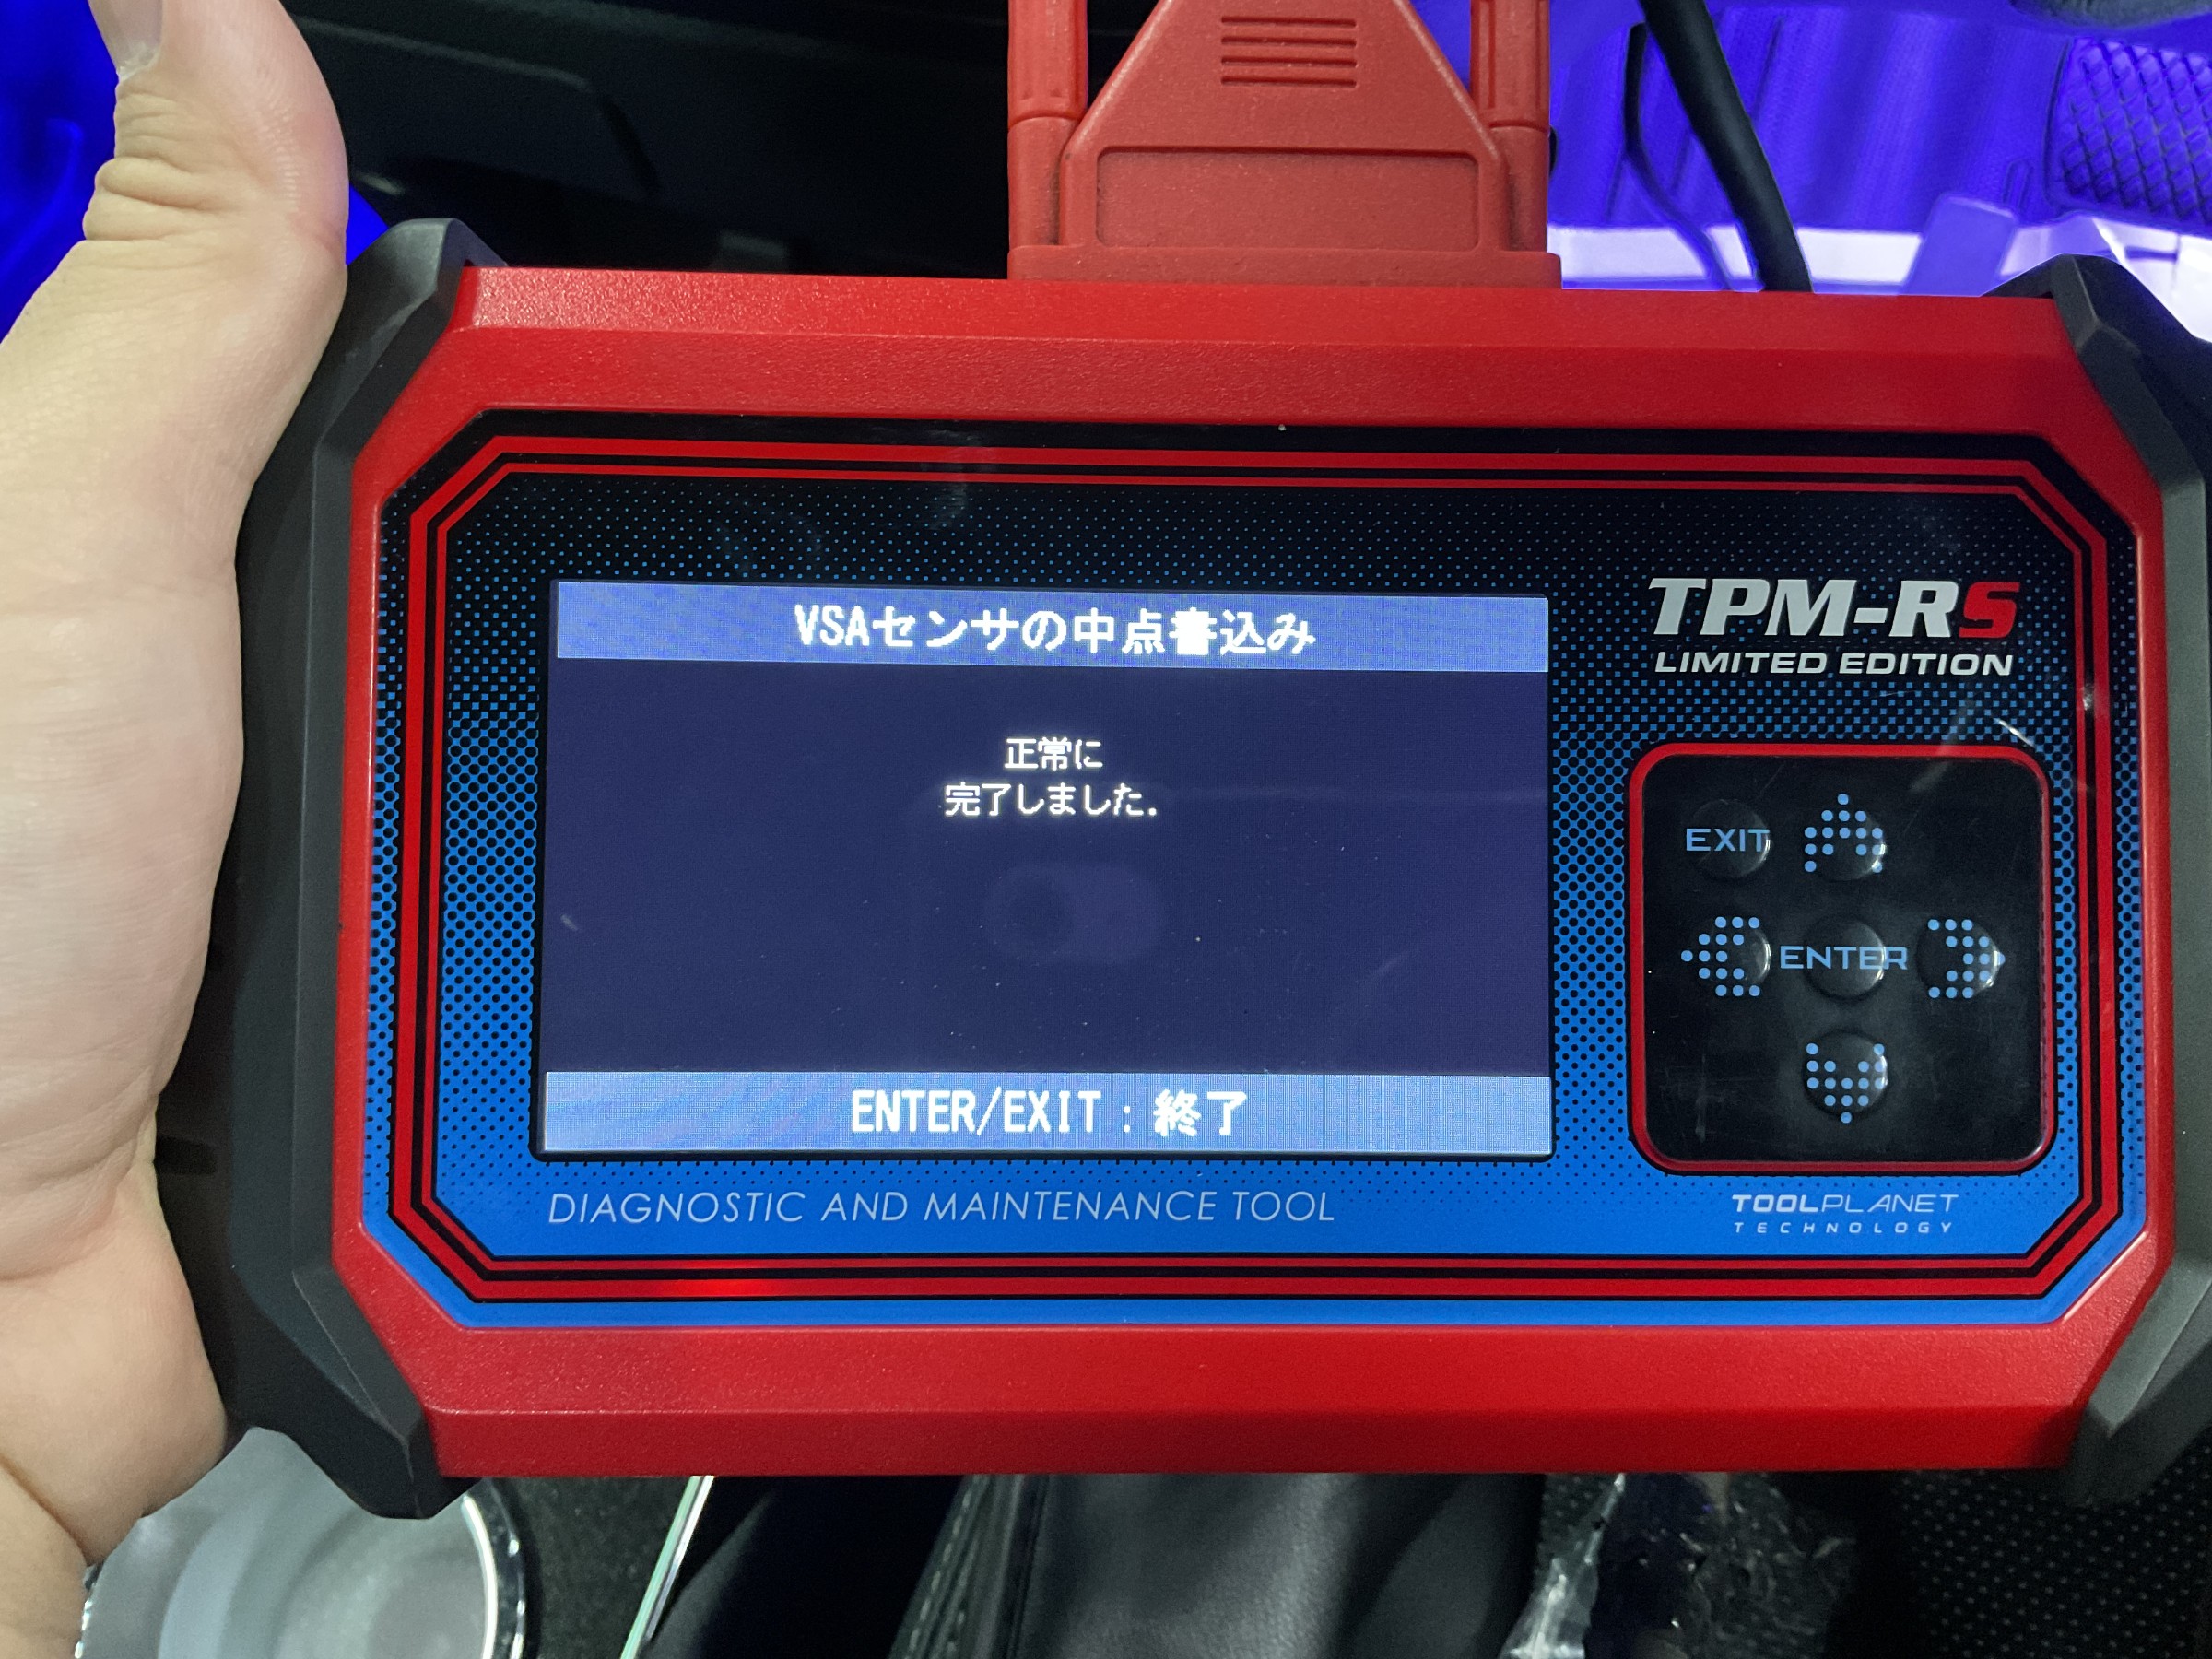 VSAセンサの中点書込み
正常に
完了しました.
ENTER/EXIT : 終了
TPM-RS
LIMITED EDITION
EXIT
ENTER
DIAGNOSTIC AND MAINTENANCE TOOL
TOOLPLANET
TECHNOLOGY